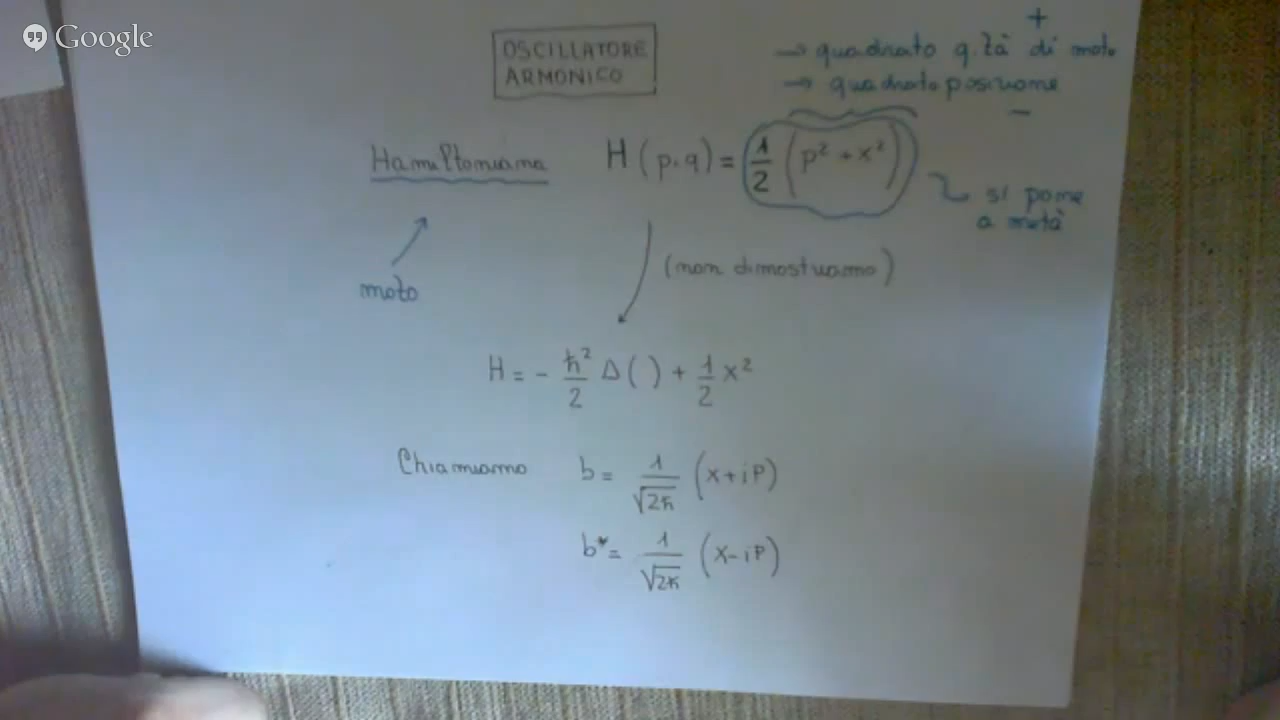 Google
OSCILLATORE
ARMONICO
+
→ quadrato q.tà di moto
→ quadrato posizione
−
Hamiltoniana H(p,q) = 1/2 (p² + x²)
si pone
a metà
moto
(non dimostriamo)
H = - ħ²/2 Δ( ) + 1/2 x²
Chiamiamo b = 1/√2ħ (x + iP)
b* = 1/√2ħ (x - iP)